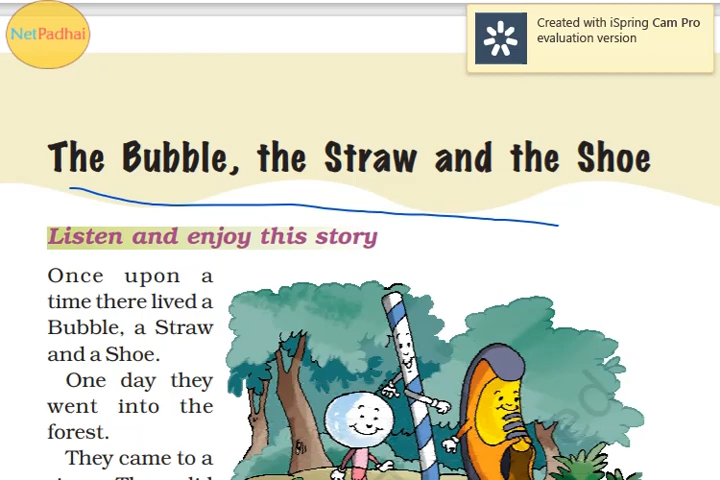 NetPadhai
Created with iSpring Cam Pro
evaluation version
The Bubble, the Straw and the Shoe
Listen and enjoy this story
Once upon a
time there lived a
Bubble, a Straw
and a Shoe.
One day they
went into the
forest.
They came to a